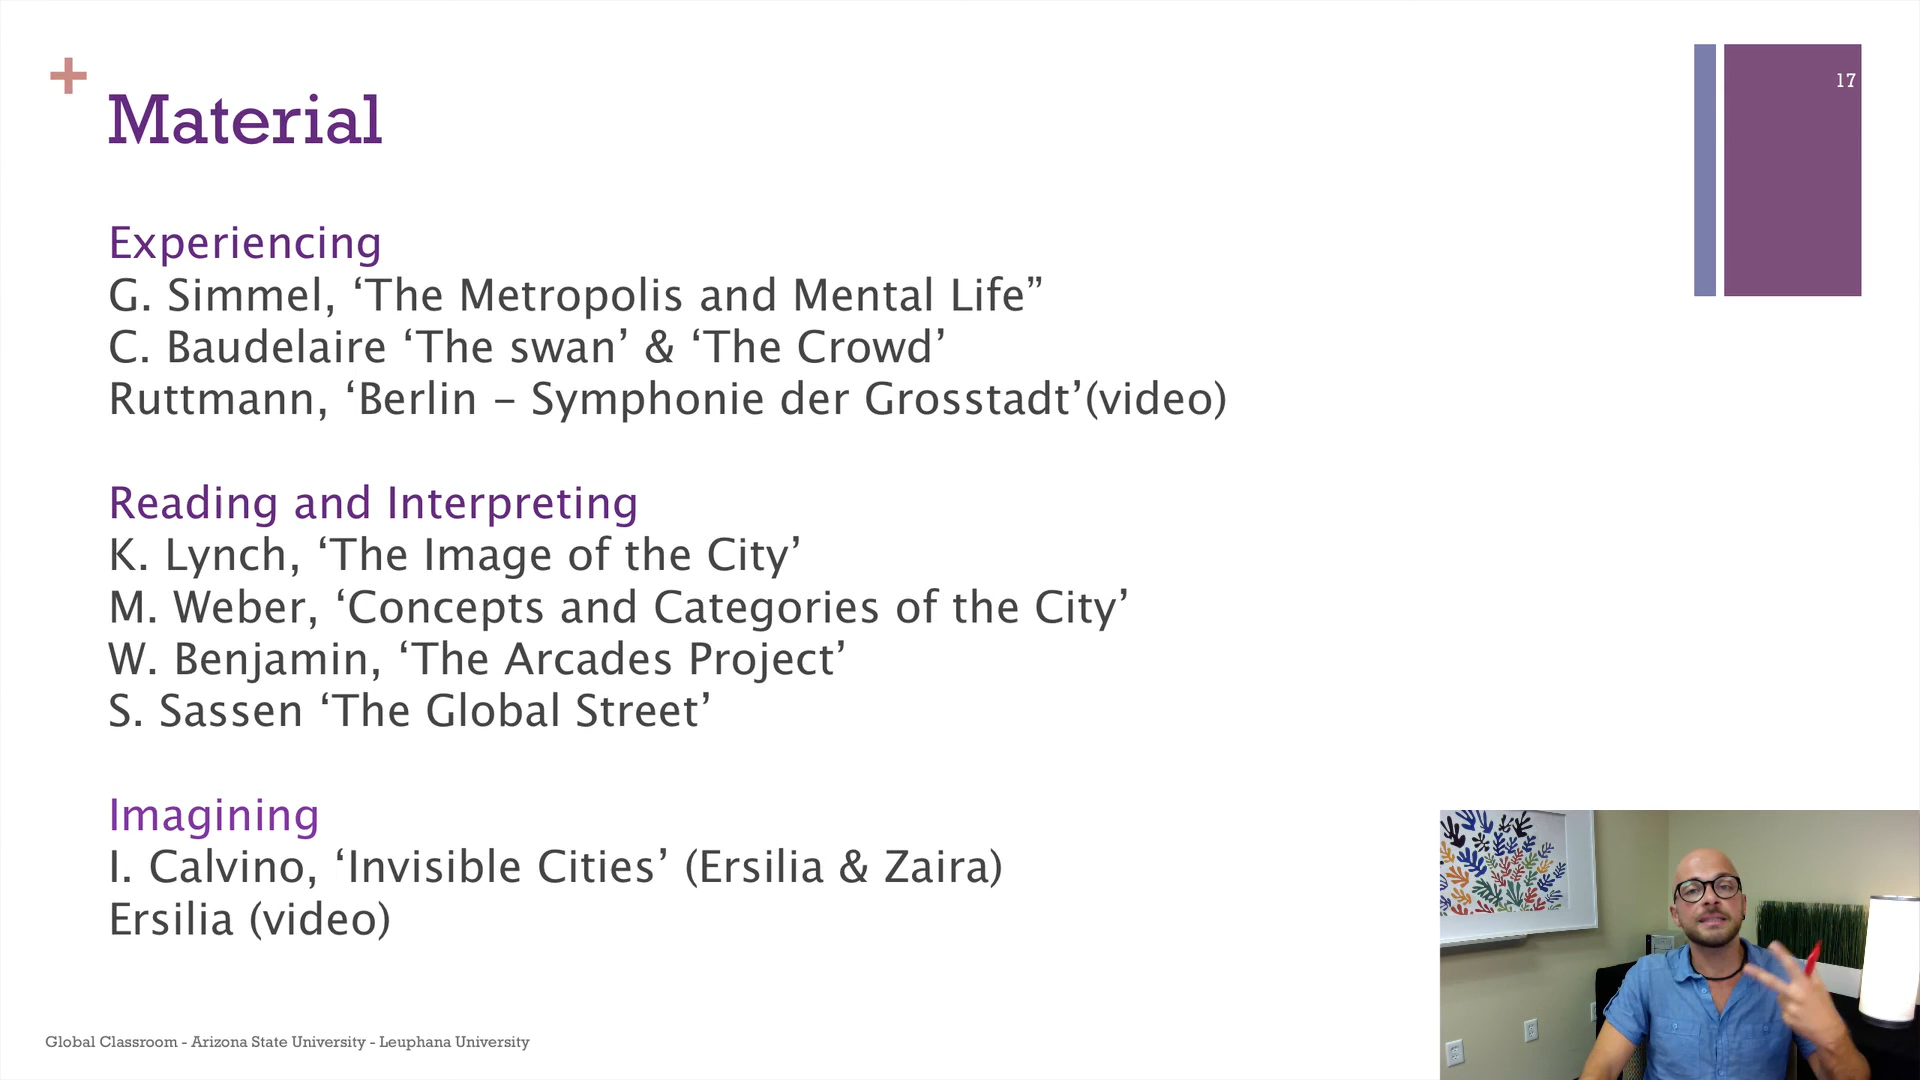 +
Material
17
Experiencing
G. Simmel, ‘The Metropolis and Mental Life”
C. Baudelaire ‘The swan’ & ‘The Crowd’
Ruttmann, ‘Berlin – Symphonie der Grosstadt’(video)
Reading and Interpreting
K. Lynch, ‘The Image of the City’
M. Weber, ‘Concepts and Categories of the City’
W. Benjamin, ‘The Arcades Project’
S. Sassen ‘The Global Street’
Imagining
I. Calvino, ‘Invisible Cities’ (Ersilia & Zaira)
Ersilia (video)
Global Classroom - Arizona State University - Leuphana University